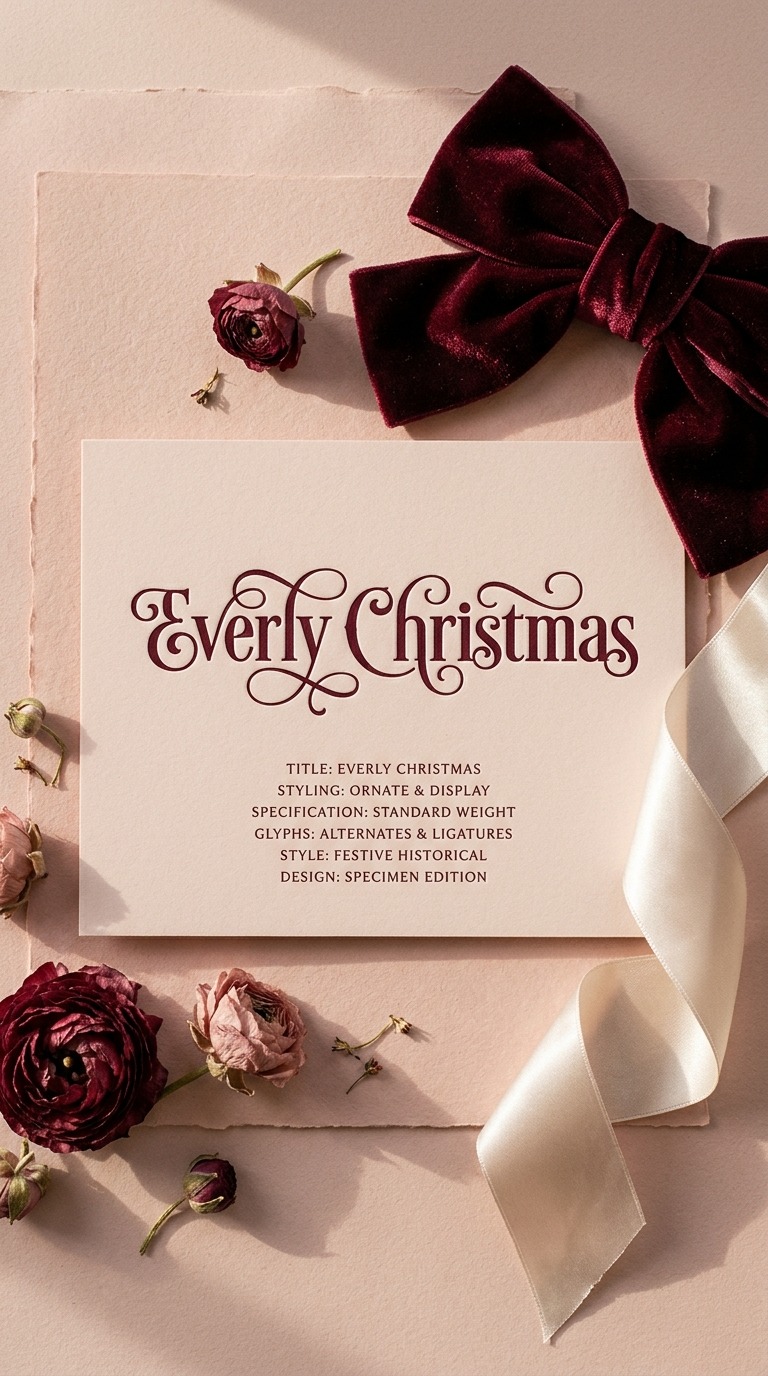 Everly Christmas
TITLE: EVERLY CHRISTMAS
STYLING: ORNATE & DISPLAY
SPECIFICATION: STANDARD WEIGHT
GLYPHS: ALTERNATES & LIGATURES
STYLE: FESTIVE HISTORICAL
DESIGN: SPECIMEN EDITION